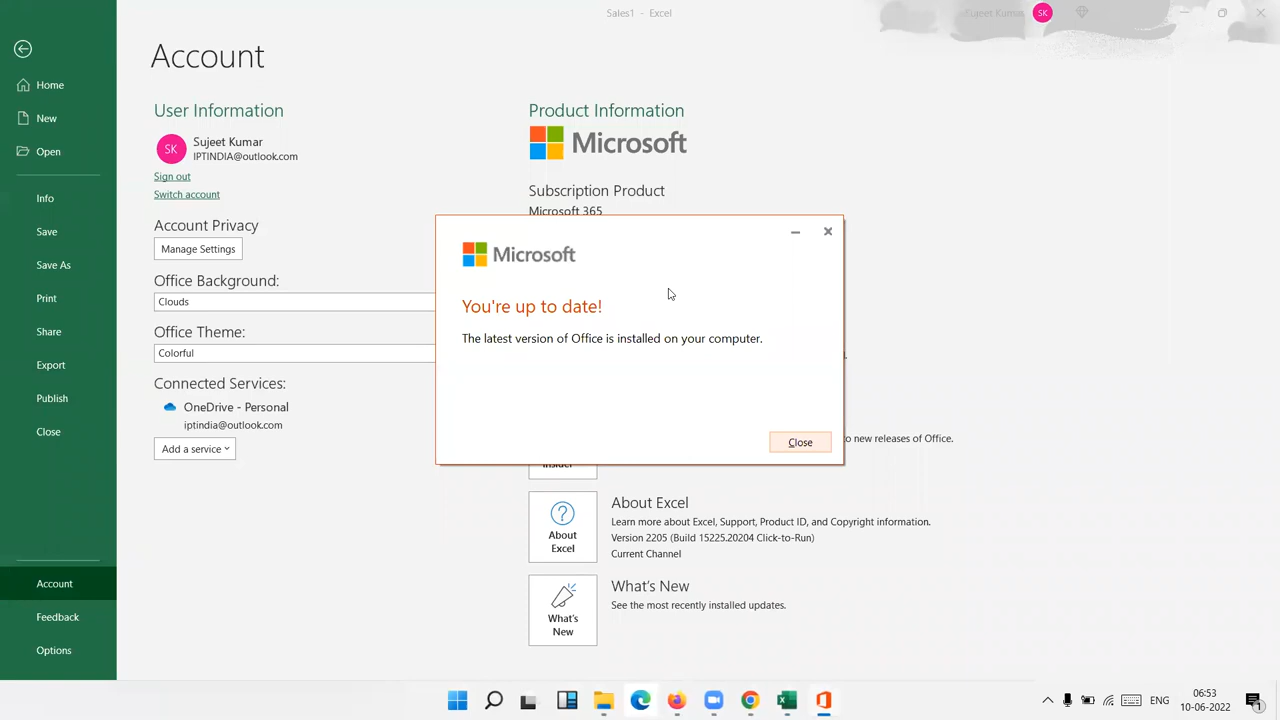 Sales1 - Excel
Sujeet Kumar
SK
Account
Home
New
Open
Info
Save
Save As
Print
Share
Export
Publish
Close
Account
Feedback
Options
User Information
SK
Sujeet Kumar
IPTINDIA@outlook.com
Sign out
Switch account
Account Privacy
Manage Settings
Office Background:
Clouds
Office Theme:
Colorful
Connected Services:
OneDrive - Personal
iptindia@outlook.com
Add a service
Product Information
Microsoft
Subscription Product
Microsoft 365
Microsoft
You're up to date!
The latest version of Office is installed on your computer.
Close
to new releases of Office.
Insider
About Excel
About Excel
Learn more about Excel, Support, Product ID, and Copyright information.
Version 2205 (Build 15225.20204 Click-to-Run)
Current Channel
What's New
What's New
See the most recently installed updates.
ENG
06:53
10-06-2022
1